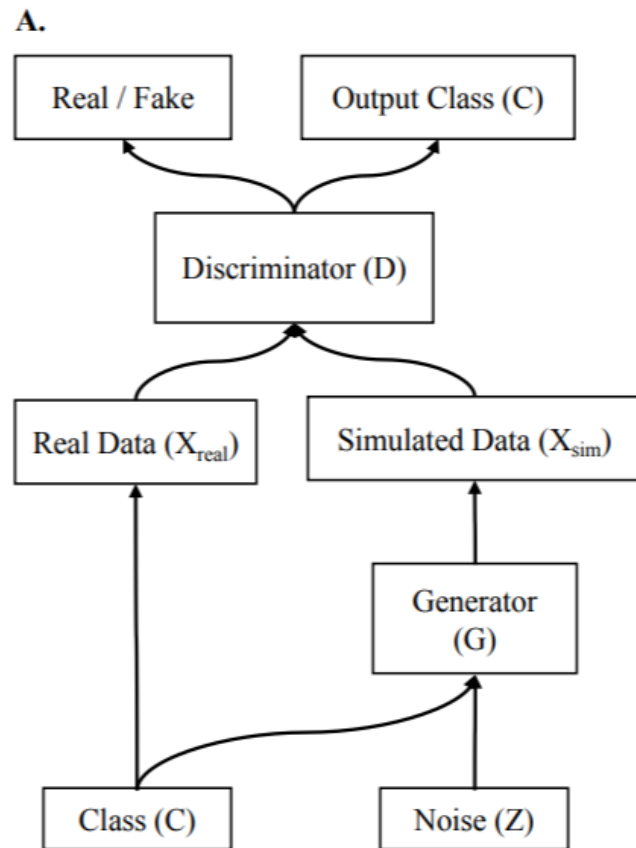 A.
Real / Fake
Output Class (C)
Discriminator (D)
Real Data (X_real)
Simulated Data (X_sim)
Generator
(G)
Class (C)
Noise (Z)